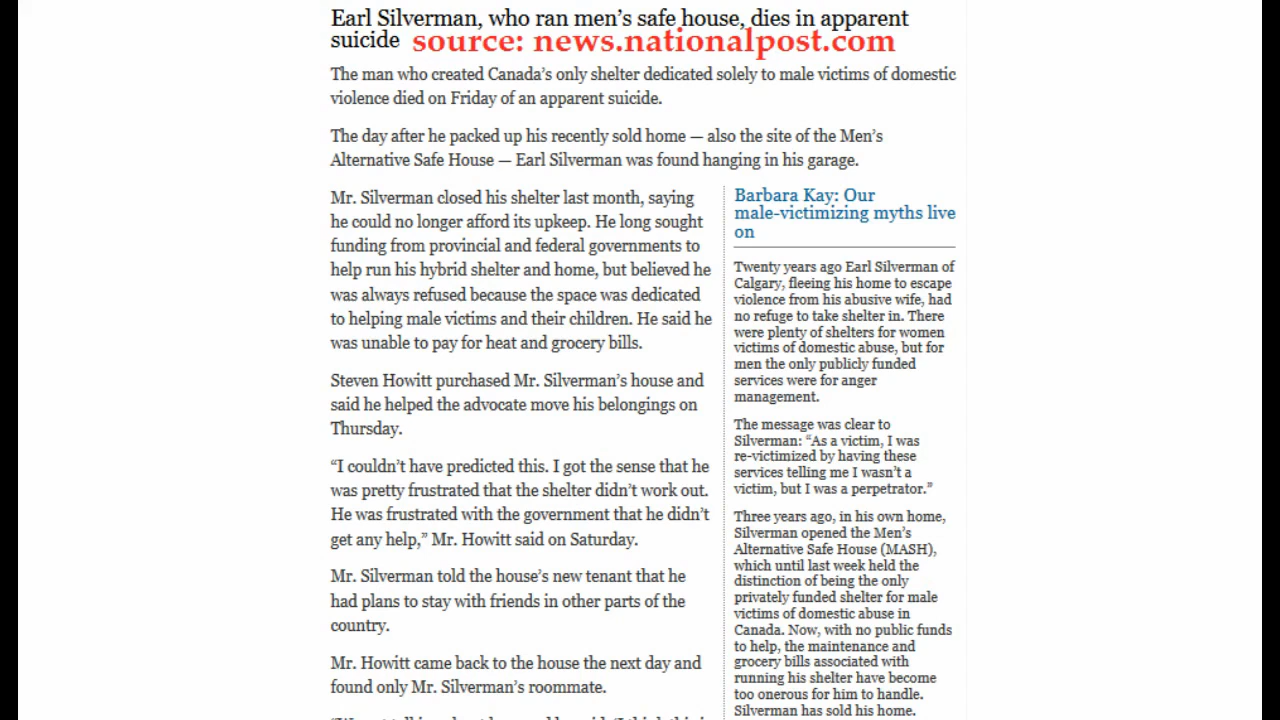 Earl Silverman, who ran men's safe house, dies in apparent
suicide source: news.nationalpost.com
The man who created Canada's only shelter dedicated solely to male victims of domestic
violence died on Friday of an apparent suicide.
The day after he packed up his recently sold home — also the site of the Men's
Alternative Safe House — Earl Silverman was found hanging in his garage.
Mr. Silverman closed his shelter last month, saying
he could no longer afford its upkeep. He long sought
funding from provincial and federal governments to
help run his hybrid shelter and home, but believed he
was always refused because the space was dedicated
to helping male victims and their children. He said he
was unable to pay for heat and grocery bills.
Steven Howitt purchased Mr. Silverman's house and
said he helped the advocate move his belongings on
Thursday.
“I couldn't have predicted this. I got the sense that he
was pretty frustrated that the shelter didn't work out.
He was frustrated with the government that he didn't
get any help,” Mr. Howitt said on Saturday.
Mr. Silverman told the house's new tenant that he
had plans to stay with friends in other parts of the
country.
Mr. Howitt came back to the house the next day and
found only Mr. Silverman's roommate.
Barbara Kay: Our
male-victimizing myths live
on
Twenty years ago Earl Silverman of
Calgary, fleeing his home to escape
violence from his abusive wife, had
no refuge to take shelter in. There
were plenty of shelters for women
victims of domestic abuse, but for
men the only publicly funded
services were for anger
management.
The message was clear to
Silverman: “As a victim, I was
re-victimized by having these
services telling me I wasn't a
victim, but I was a perpetrator.”
Three years ago, in his own home,
Silverman opened the Men's
Alternative Safe House (MASH),
which until last week held the
distinction of being the only
privately funded shelter for male
victims of domestic abuse in
Canada. Now, with no public funds
to help, the maintenance and
grocery bills associated with
running his shelter have become
too onerous for him to handle.
Silverman has sold his home.